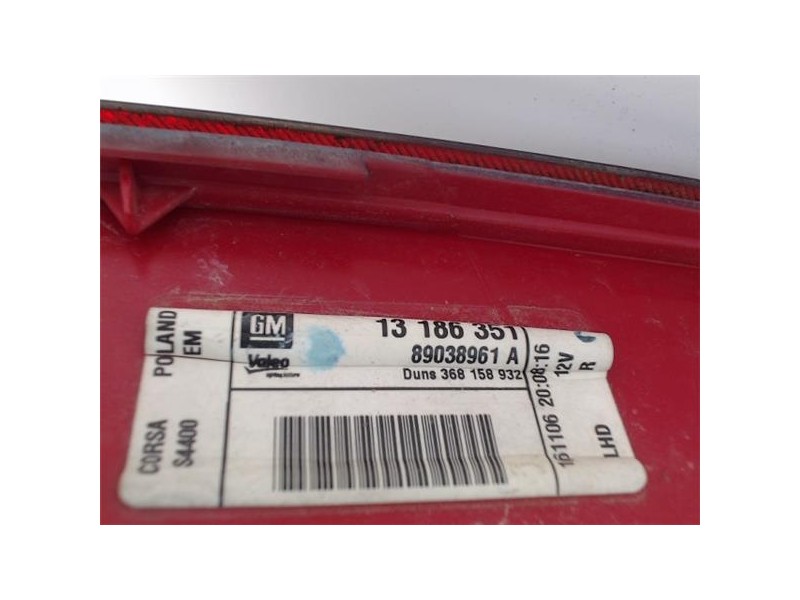 POLAND
EM
CORSA
S4400
GM
Valeo
13 186 351
89038961 A
Duns 368 158 932
161106 20:08:16
12V
R
LHD